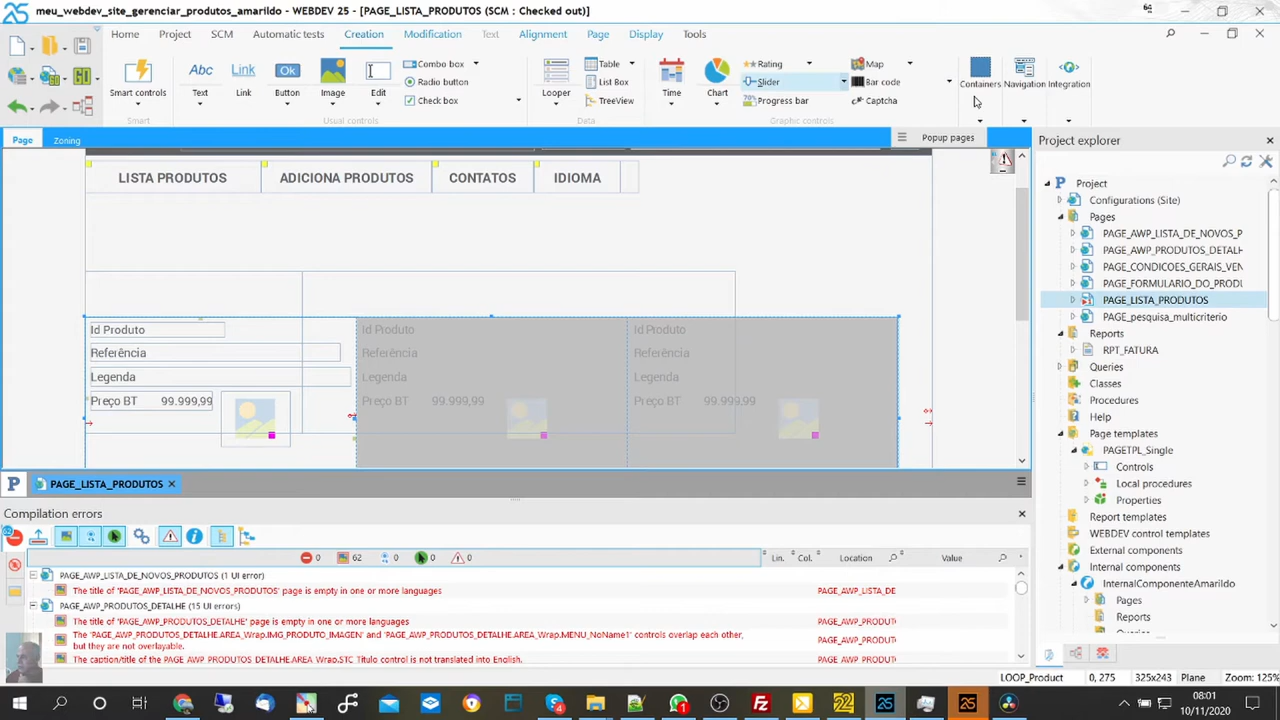 meu_webdev_site_gerenciar_produtos_amarildo - WEBDEV 25 - [PAGE_LISTA_PRODUTOS (SCM : Checked out)]
Home Project SCM Automatic tests Creation Modification Text Alignment Page Display Tools
Smart controls
Smart
Abc
Text
Link
Link
Ok
Button
Image
Edit
Combo box
Radio button
Check box
Usual controls
Looper
Table
List Box
TreeView
Data
Time
Chart
Rating
Slider
Progress bar
Map
Bar code
Captcha
Graphic controls
Containers
Navigation
Integration
Page
Zoning
Popup pages
LISTA PRODUTOS ADICIONA PRODUTOS CONTATOS IDIOMA
Id Produto Id Produto Id Produto
Referência Referência Referência
Legenda Legenda Legenda
Preço BT 99.999,99 Preço BT 99.999,99 Preço BT 99.999,99
PAGE_LISTA_PRODUTOS
Project explorer
Project
Configurations (Site)
Pages
PAGE_AWP_LISTA_DE_NOVOS_P
PAGE_AWP_PRODUTOS_DETALH
PAGE_CONDICOES_GERAIS_VEN
PAGE_FORMULARIO_DO_PRODU
PAGE_LISTA_PRODUTOS
PAGE_pesquisa_multicriterio
Reports
RPT_FATURA
Queries
Classes
Procedures
Help
Page templates
PAGETPL_Single
Controls
Local procedures
Properties
Report templates
WEBDEV control templates
External components
Internal components
InternalComponenteAmarildo
Pages
Reports
Compilation errors
0 62 0 0 0 Lin. Col. Location Value
PAGE_AWP_LISTA_DE_NOVOS_PRODUTOS (1 UI error)
The title of 'PAGE_AWP_LISTA_DE_NOVOS_PRODUTOS' page is empty in one or more languages PAGE_AWP_LISTA_DE
PAGE_AWP_PRODUTOS_DETALHE (15 UI errors)
The title of 'PAGE_AWP_PRODUTOS_DETALHE' page is empty in one or more languages PAGE_AWP_PRODUT
The 'PAGE_AWP_PRODUTOS_DETALHE.AREA_Wrap.IMG_PRODUTO_IMAGEN' and 'PAGE_AWP_PRODUTOS_DETALHE.AREA_Wrap.MENU_NoName1' controls overlap each other, PAGE_AWP_PRODUT
but they are not overlayable.
The caption/title of the PAGE_AWP_PRODUTOS_DETALHE.AREA_Wrap.STC_Titulo control is not translated into English. PAGE_AWP_PRODUT
LOOP_Product 0, 275 325x243 Plane Zoom: 125%
08:01
10/11/2020